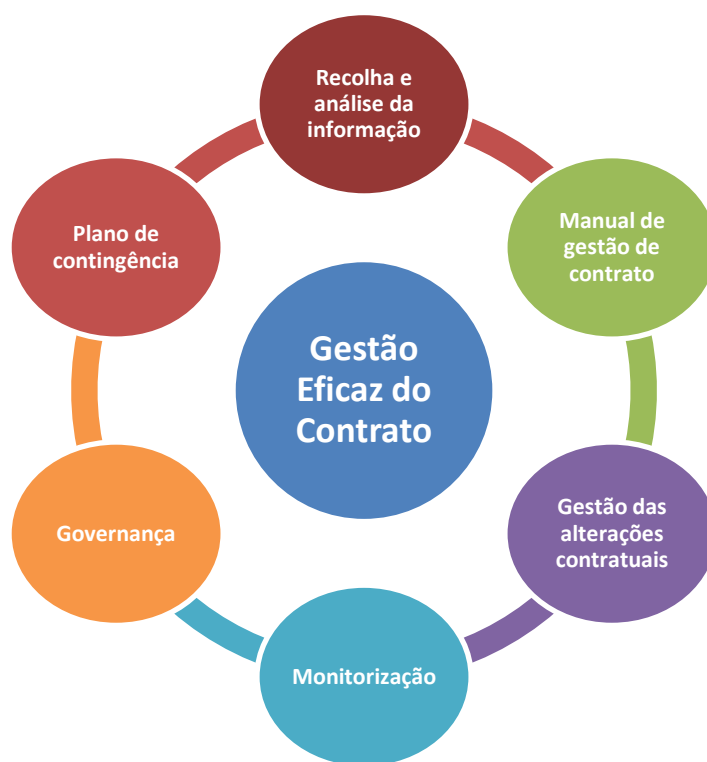 Recolha e
análise da
informação
Manual de
gestão de
contrato
Gestão das
alterações
contratuais
Monitorização
Governança
Plano de
contingência
Gestão
Eficaz do
Contrato